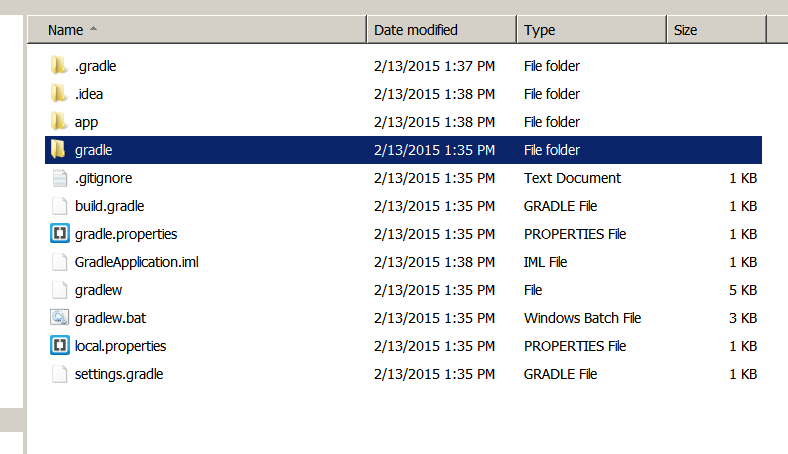 Name Date modified Type Size
.gradle 2/13/2015 1:37 PM File folder
.idea 2/13/2015 1:38 PM File folder
app 2/13/2015 1:38 PM File folder
gradle 2/13/2015 1:35 PM File folder
.gitignore 2/13/2015 1:35 PM Text Document 1 KB
build.gradle 2/13/2015 1:35 PM GRADLE File 1 KB
gradle.properties 2/13/2015 1:35 PM PROPERTIES File 1 KB
GradleApplication.iml 2/13/2015 1:38 PM IML File 1 KB
gradlew 2/13/2015 1:35 PM File 5 KB
gradlew.bat 2/13/2015 1:35 PM Windows Batch File 3 KB
local.properties 2/13/2015 1:35 PM PROPERTIES File 1 KB
settings.gradle 2/13/2015 1:35 PM GRADLE File 1 KB